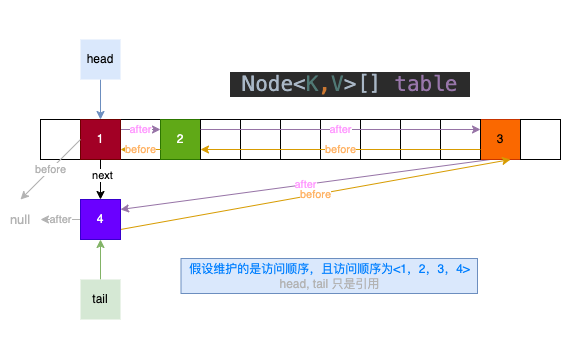 head
Node<K,V>[] table
1
after
2
after
3
before
before
before
next
after
before
null
after
4
假设维护的是访问顺序，且访问顺序为<1，2，3，4>
head, tail 只是引用
tail